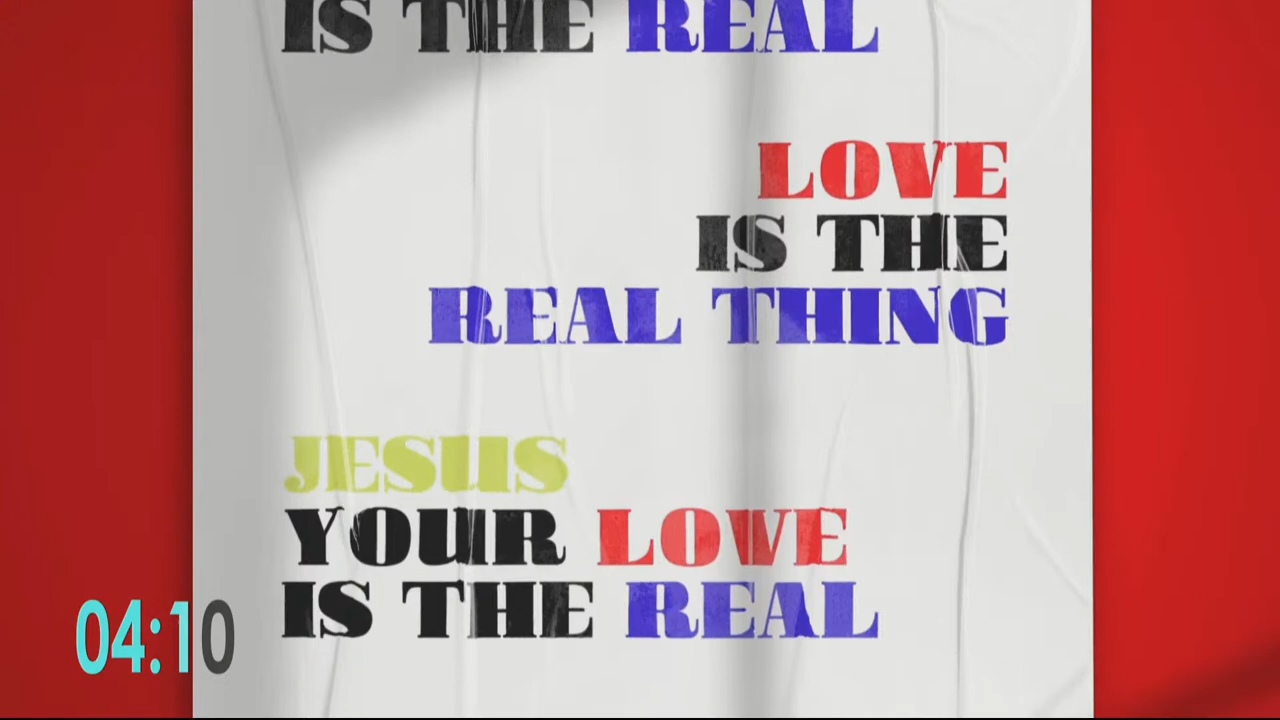 IS THE REAL
LOVE
IS THE
REAL THING
JESUS
YOUR LOVE
IS THE REAL
04:10